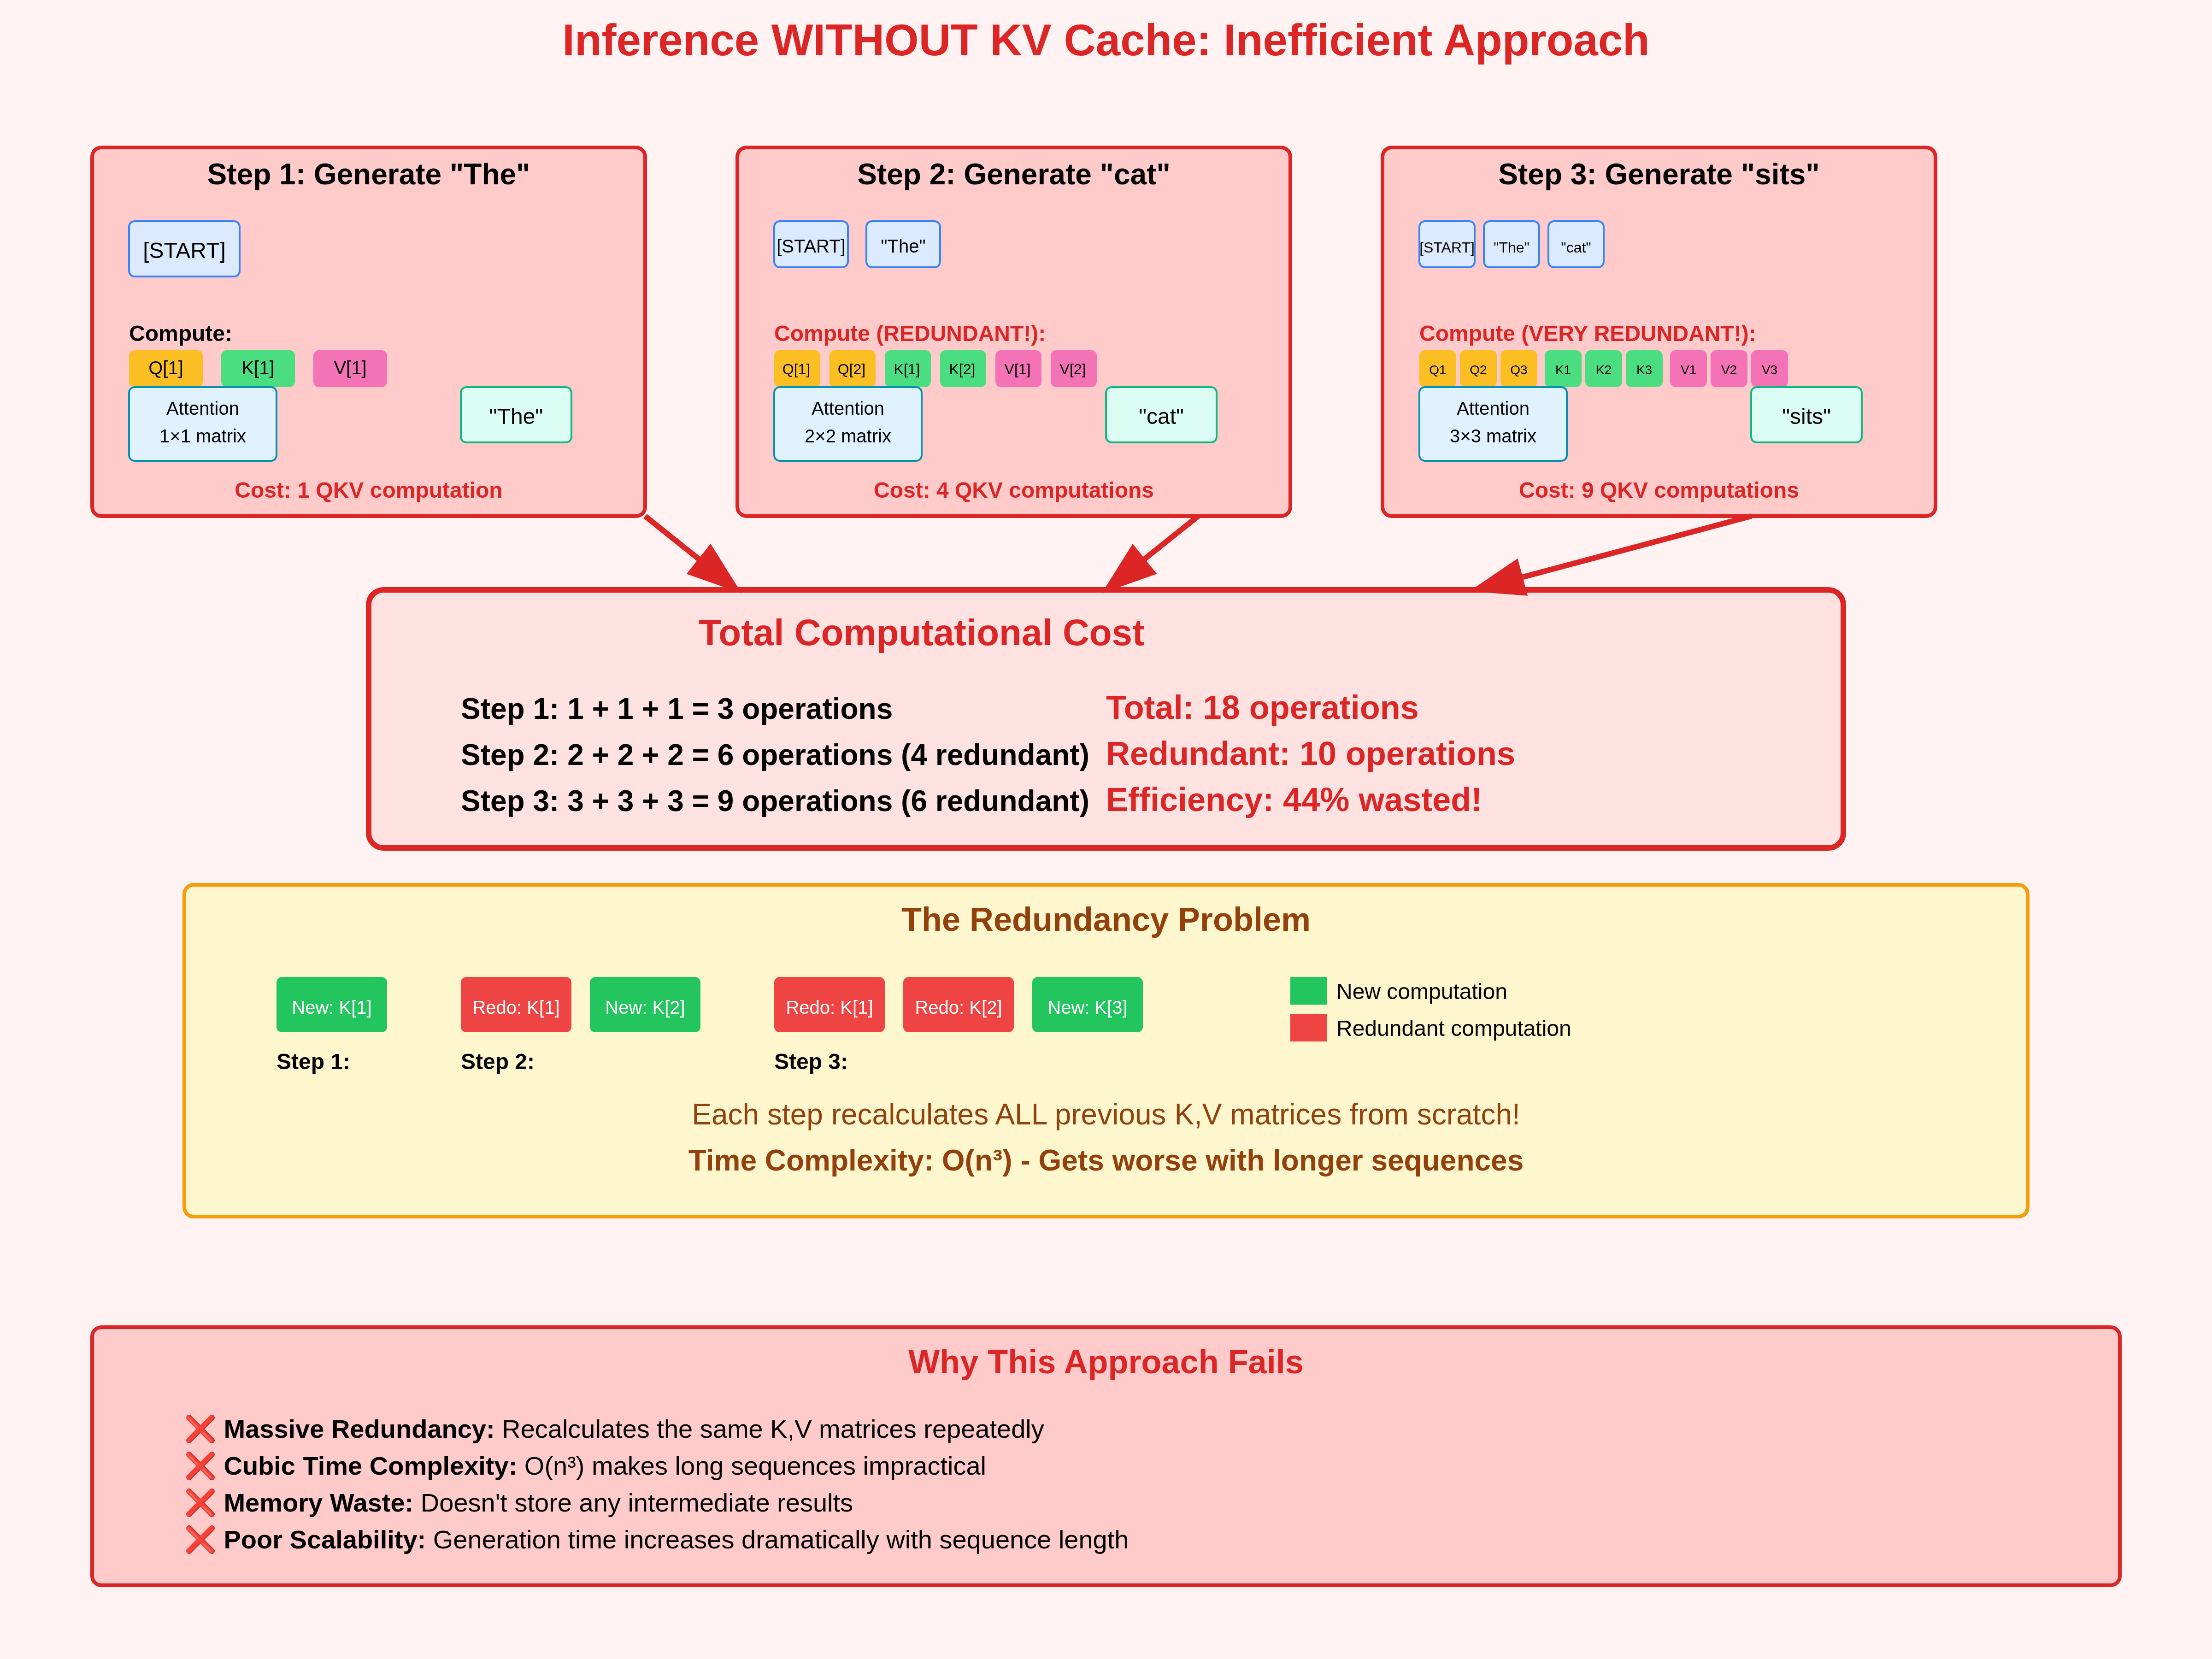 Inference WITHOUT KV Cache: Inefficient Approach
Step 1: Generate "The"
[START]
Compute:
Q[1] K[1] V[1]
Attention
1×1 matrix
"The"
Cost: 1 QKV computation
Step 2: Generate "cat"
[START] "The"
Compute (REDUNDANT!):
Q[1] Q[2] K[1] K[2] V[1] V[2]
Attention
2×2 matrix
"cat"
Cost: 4 QKV computations
Step 3: Generate "sits"
[START] "The" "cat"
Compute (VERY REDUNDANT!):
Q1 Q2 Q3 K1 K2 K3 V1 V2 V3
Attention
3×3 matrix
"sits"
Cost: 9 QKV computations
Total Computational Cost
Step 1: 1 + 1 + 1 = 3 operations
Step 2: 2 + 2 + 2 = 6 operations (4 redundant)
Step 3: 3 + 3 + 3 = 9 operations (6 redundant)
Total: 18 operations
Redundant: 10 operations
Efficiency: 44% wasted!
The Redundancy Problem
New: K[1] Redo: K[1] New: K[2] Redo: K[1] Redo: K[2] New: K[3]
Step 1: Step 2: Step 3:
New computation
Redundant computation
Each step recalculates ALL previous K,V matrices from scratch!
Time Complexity: O(n³) - Gets worse with longer sequences
Why This Approach Fails
❌ Massive Redundancy: Recalculates the same K,V matrices repeatedly
❌ Cubic Time Complexity: O(n³) makes long sequences impractical
❌ Memory Waste: Doesn't store any intermediate results
❌ Poor Scalability: Generation time increases dramatically with sequence length